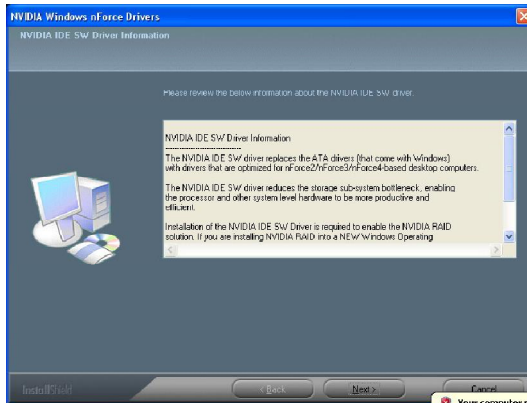 NVIDIA Windows nForce Drivers
NVIDIA IDE SW Driver Information
Please review the below information about the NVIDIA IDE SW driver.
NVIDIA IDE SW Driver Information
--------------------------------
The NVIDIA IDE SW driver replaces the ATA drivers (that come with Windows)
with drivers that are optimized for nForce2/nForce3/nForce4-based desktop computers.
The NVIDIA IDE SW driver reduces the storage sub-system bottleneck, enabling
the processor and other system level hardware to be more productive and
efficient.
Installation of the NVIDIA IDE SW Driver is required to enable the NVIDIA RAID
solution. If you are installing NVIDIA RAID into a NEW Windows Operating
InstallShield
< Back
Next >
Cancel
Your computer